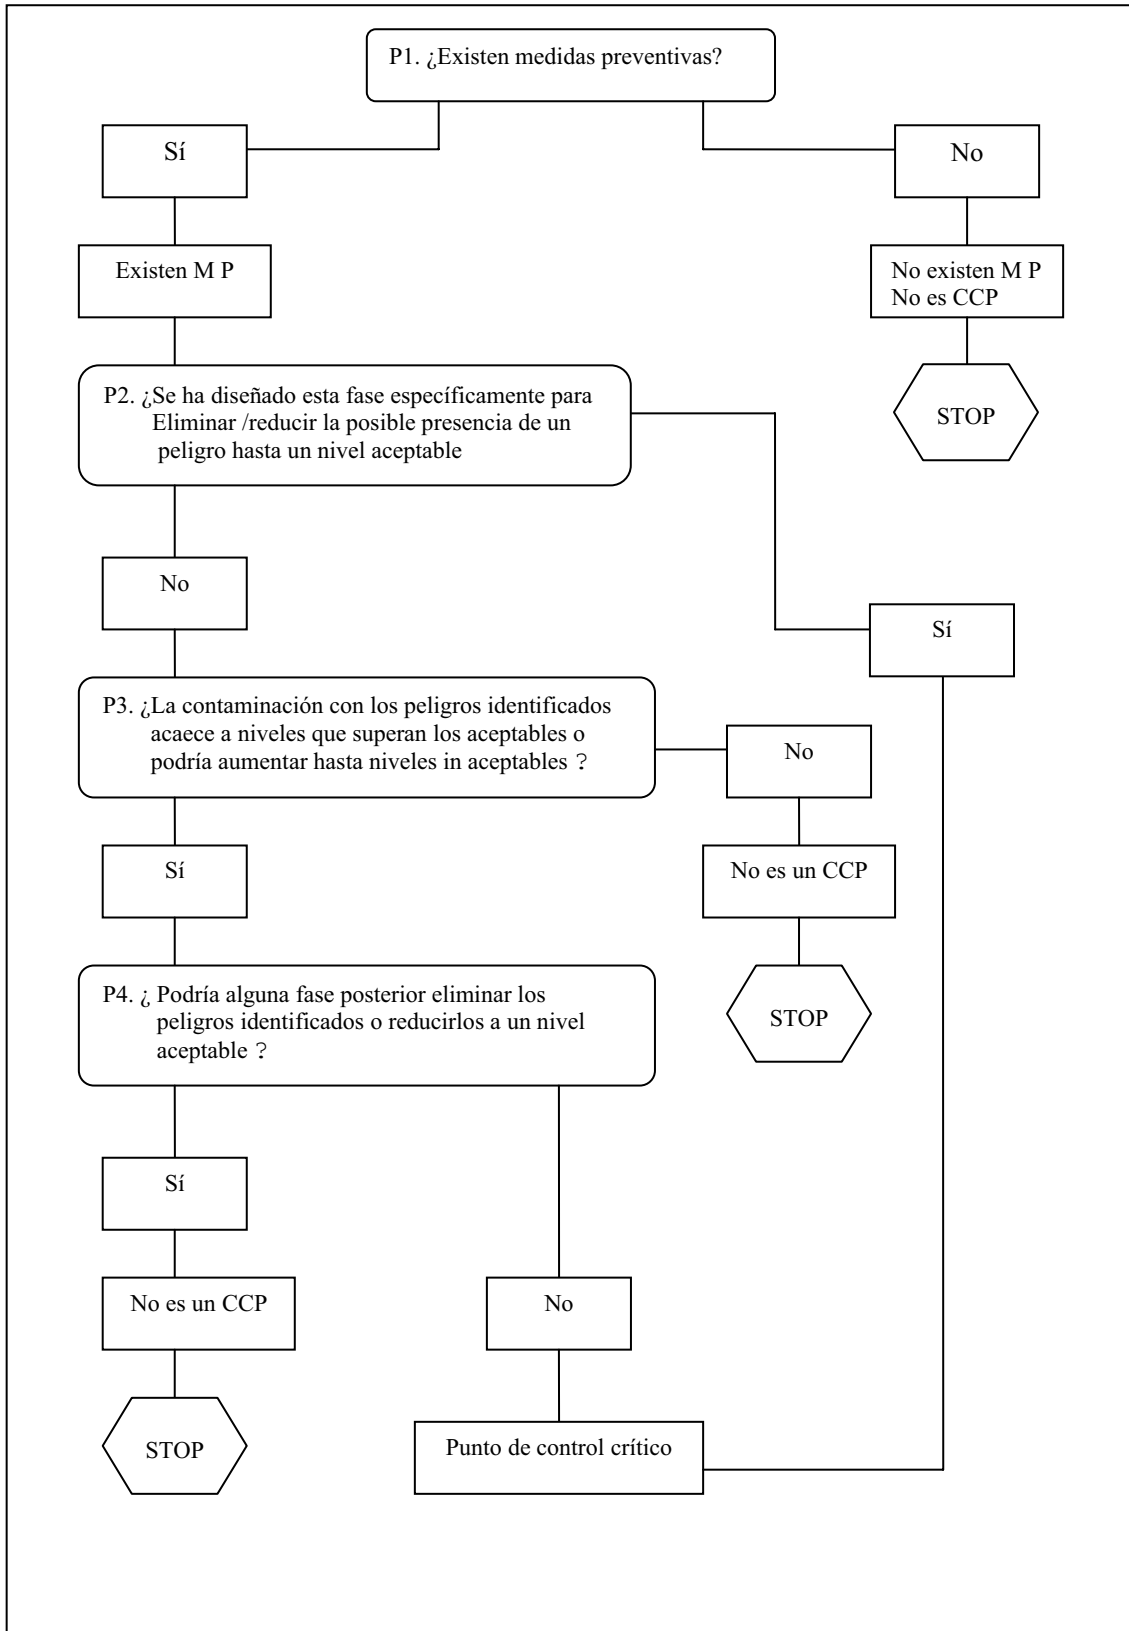 P1. ¿Existen medidas preventivas?
Sí
No
Existen M P
No existen M P
No es CCP
STOP
P2. ¿Se ha diseñado esta fase específicamente para
Eliminar /reducir la posible presencia de un
peligro hasta un nivel aceptable
No
Sí
P3. ¿La contaminación con los peligros identificados
acaece a niveles que superan los aceptables o
podría aumentar hasta niveles in aceptables ?
No
Sí
No es un CCP
STOP
P4. ¿ Podría alguna fase posterior eliminar los
peligros identificados o reducirlos a un nivel
aceptable ?
Sí
No es un CCP
No
STOP
Punto de control crítico